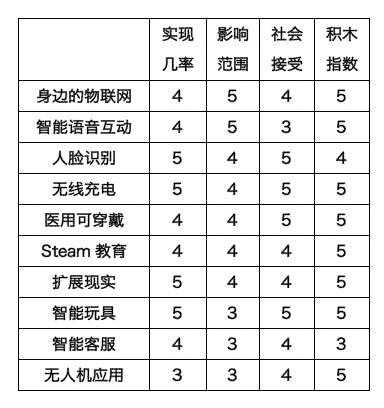 实现 影响 社会 积木
几率 范围 接受 指数
身边的物联网 4 5 4 5
智能语音互动 4 5 3 5
人脸识别 5 4 5 4
无线充电 5 4 5 5
医用可穿戴 4 4 5 5
Steam 教育 4 4 4 5
扩展现实 5 4 4 5
智能玩具 5 3 5 5
智能客服 4 3 4 3
无人机应用 3 3 4 5